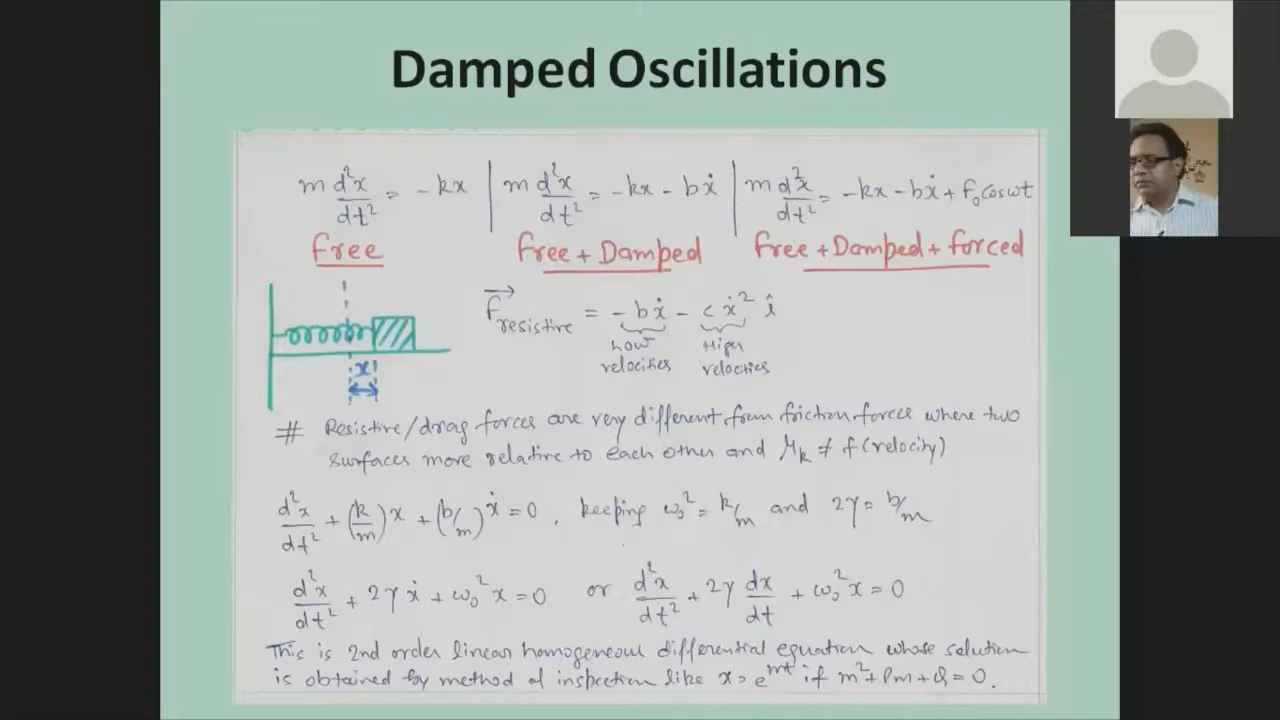 Damped Oscillations
m d²x/dt² = -kx | m d²x/dt² = -kx - bẋ | m d²x/dt² = -kx - bẋ + F₀ cos ωt
Free
Free + Damped
Free + Damped + forced
F⃗ resistive = -bẋ - cẋ² î
Low velocities
High velocities
x
# Resistive/drag forces are very different from friction forces where two
surfaces move relative to each other and μₖ ≠ f(velocity)
d²x/dt² + (k/m)x + (b/m)ẋ = 0, keeping ω₀² = k/m and 2γ = b/m
d²x/dt² + 2γẋ + ω₀²x = 0 or d²x/dt² + 2γ dx/dt + ω₀²x = 0
This is 2nd order linear homogeneous differential equation whose solution
is obtained by method of inspection like x = e^mt if m² + Pm + Q = 0.